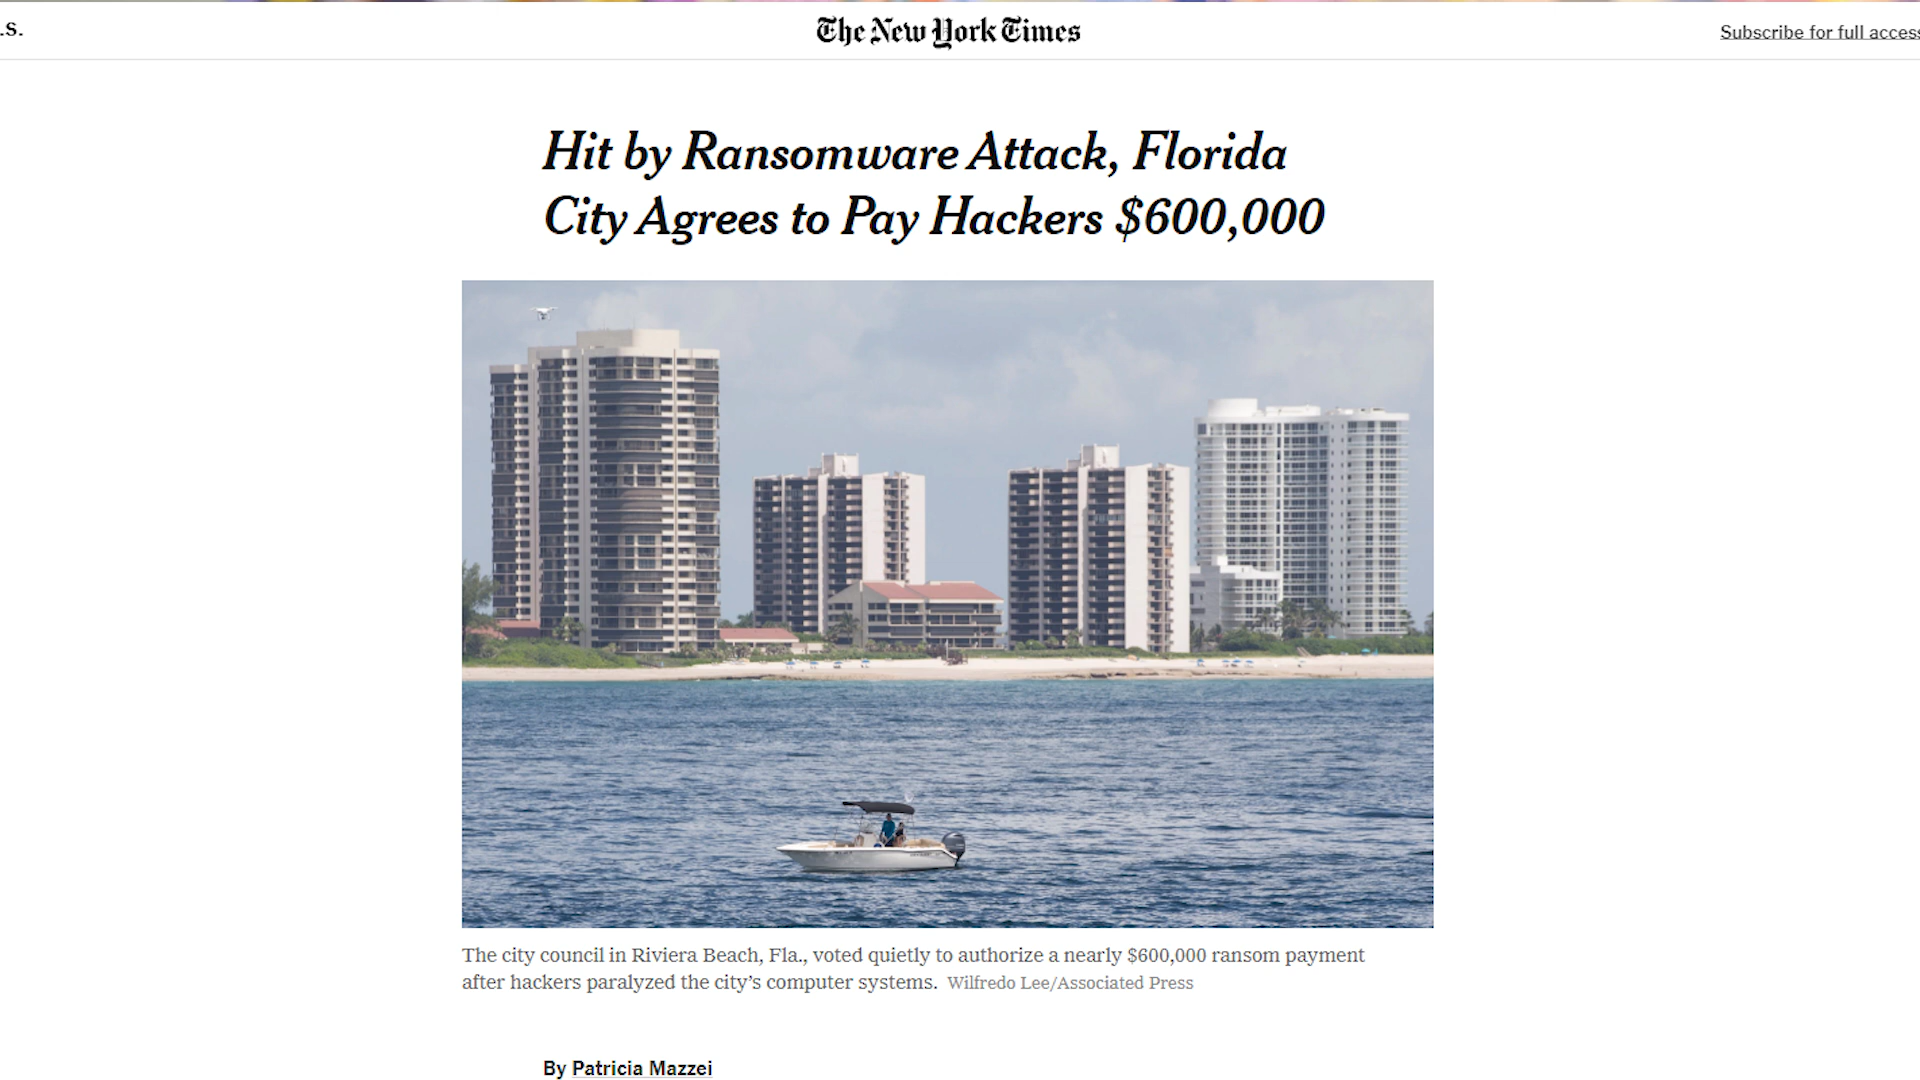 .S.
The New York Times
Subscribe for full access
Hit by Ransomware Attack, Florida
City Agrees to Pay Hackers $600,000
The city council in Riviera Beach, Fla., voted quietly to authorize a nearly $600,000 ransom payment
after hackers paralyzed the city’s computer systems. Wilfredo Lee/Associated Press
By Patricia Mazzei